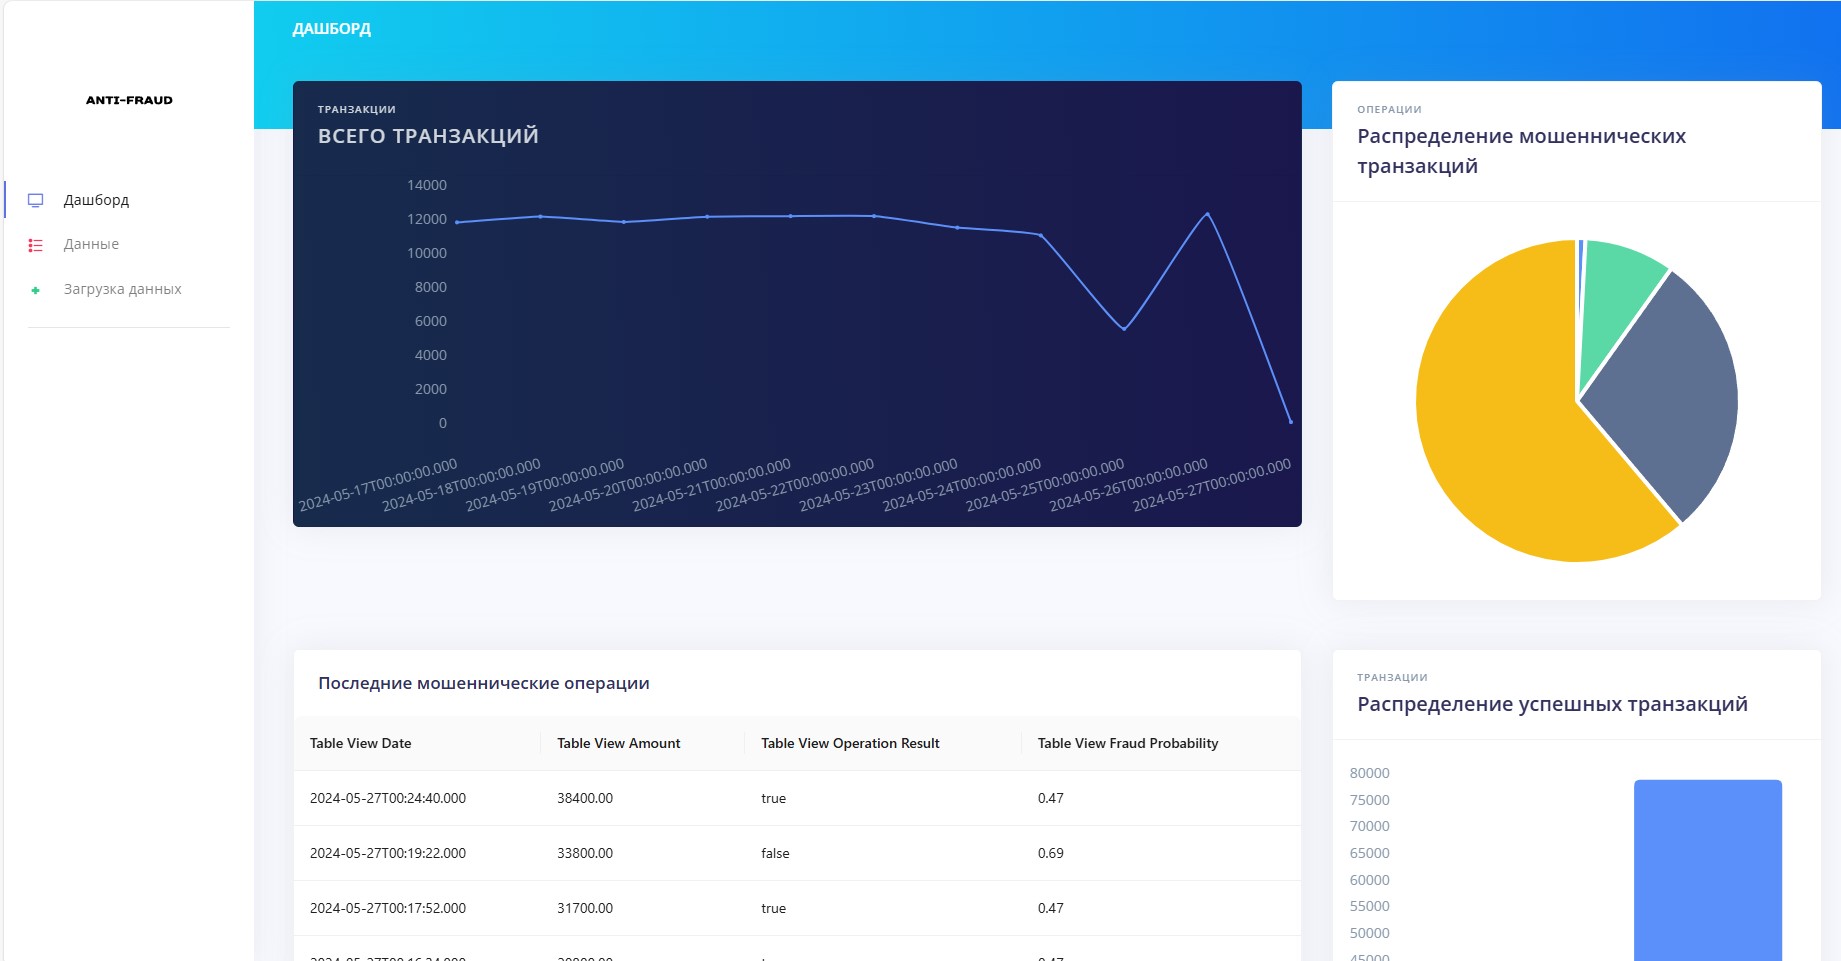 ДАШБОРД
ANTI-FRAUD
Дашборд
Данные
Загрузка данных
ТРАНЗАКЦИИ
ВСЕГО ТРАНЗАКЦИЙ
14000
12000
10000
8000
6000
4000
2000
0
2024-05-17T00:00:00.000
2024-05-18T00:00:00.000
2024-05-19T00:00:00.000
2024-05-20T00:00:00.000
2024-05-21T00:00:00.000
2024-05-22T00:00:00.000
2024-05-23T00:00:00.000
2024-05-24T00:00:00.000
2024-05-25T00:00:00.000
2024-05-26T00:00:00.000
2024-05-27T00:00:00.000
ОПЕРАЦИИ
Распределение мошеннических
транзакций
Последние мошеннические операции
Table View Date Table View Amount Table View Operation Result Table View Fraud Probability
2024-05-27T00:24:40.000 38400.00 true 0.47
2024-05-27T00:19:22.000 33800.00 false 0.69
2024-05-27T00:17:52.000 31700.00 true 0.47
ТРАНЗАЦИИ
Распределение успешных транзакций
80000
75000
70000
65000
60000
55000
50000
45000